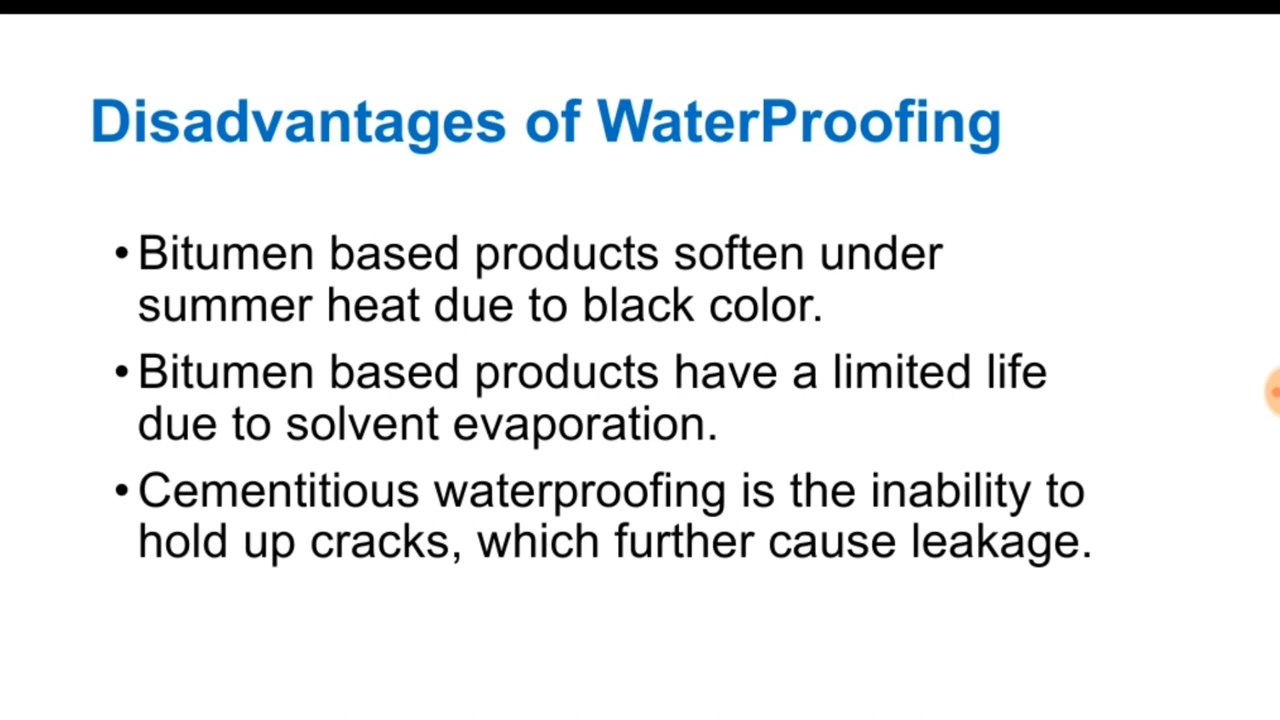 Disadvantages of WaterProofing
•Bitumen based products soften under
summer heat due to black color.
•Bitumen based products have a limited life
due to solvent evaporation.
•Cementitious waterproofing is the inability to
hold up cracks, which further cause leakage.